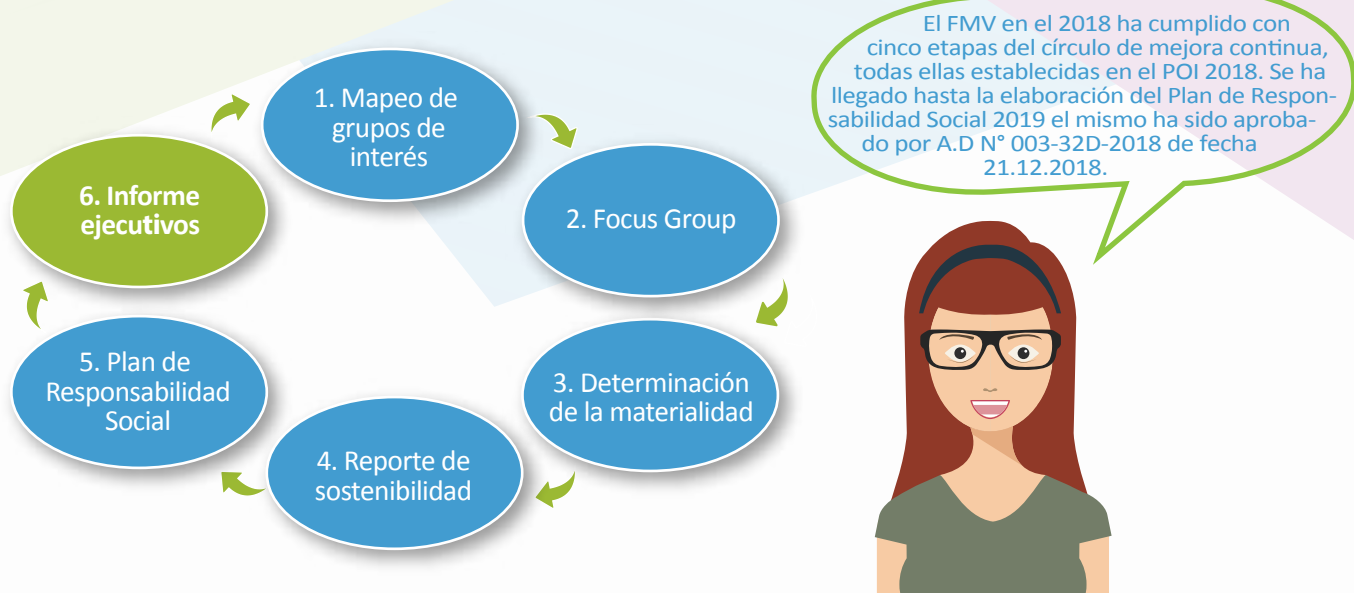 1. Mapeo de
grupos de
interés
2. Focus Group
3. Determinación
de la materialidad
4. Reporte de
sostenibilidad
5. Plan de
Responsabilidad
Social
6. Informe
ejecutivos
El FMV en el 2018 ha cumplido con
cinco etapas del círculo de mejora continua,
todas ellas establecidas en el POI 2018. Se ha
llegado hasta la elaboración del Plan de Respon-
sabilidad Social 2019 el mismo ha sido aproba-
do por A.D N° 003-32D-2018 de fecha
21.12.2018.